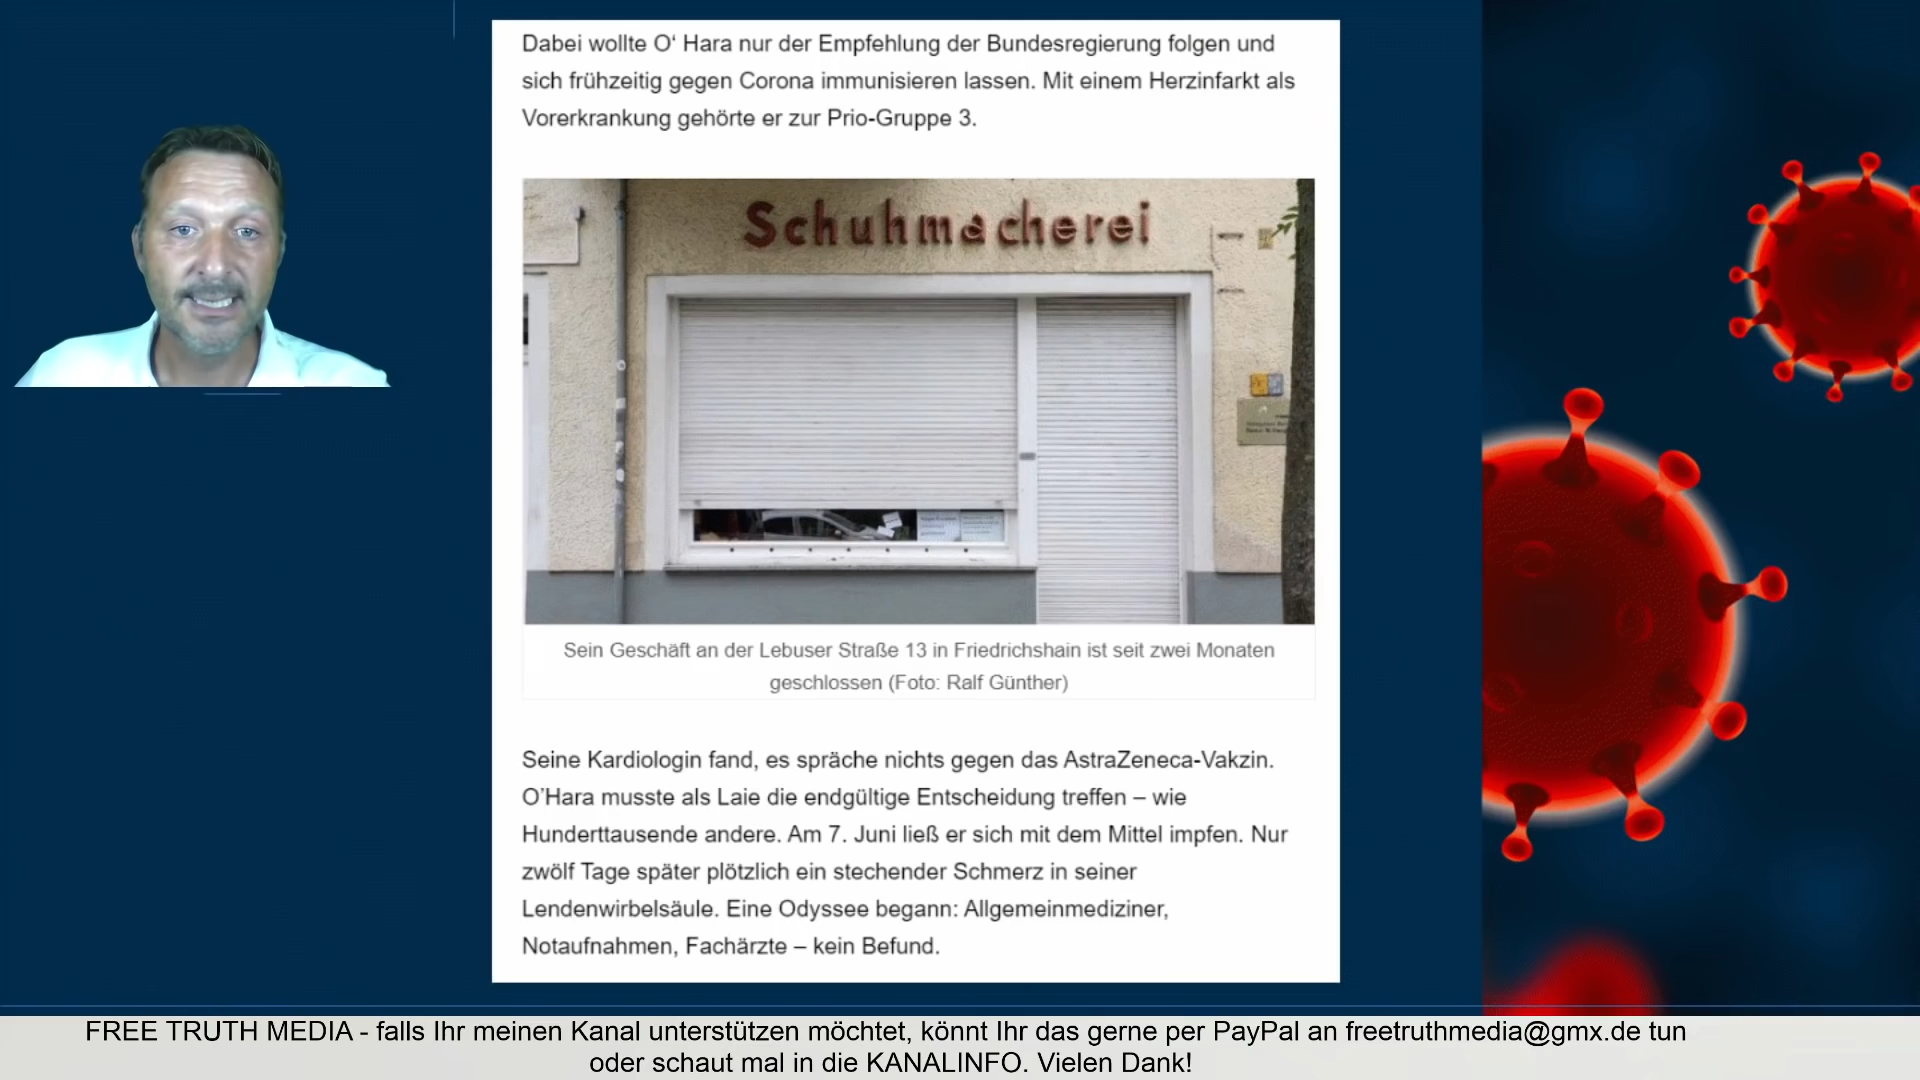 Dabei wollte O‘ Hara nur der Empfehlung der Bundesregierung folgen und
sich frühzeitig gegen Corona immunisieren lassen. Mit einem Herzinfarkt als
Vorerkrankung gehörte er zur Prio-Gruppe 3.
Schuhmacherei
Sein Geschäft an der Lebuser Straße 13 in Friedrichshain ist seit zwei Monaten
geschlossen (Foto: Ralf Günther)
Seine Kardiologin fand, es spräche nichts gegen das AstraZeneca-Vakzin.
O’Hara musste als Laie die endgültige Entscheidung treffen – wie
Hunderttausende andere. Am 7. Juni ließ er sich mit dem Mittel impfen. Nur
zwölf Tage später plötzlich ein stechender Schmerz in seiner
Lendenwirbelsäule. Eine Odyssee begann: Allgemeinmediziner,
Notaufnahmen, Fachärzte – kein Befund.
FREE TRUTH MEDIA - falls Ihr meinen Kanal unterstützen möchtet, könnt Ihr das gerne per PayPal an freetruthmedia@gmx.de tun
oder schaut mal in die KANALINFO. Vielen Dank!